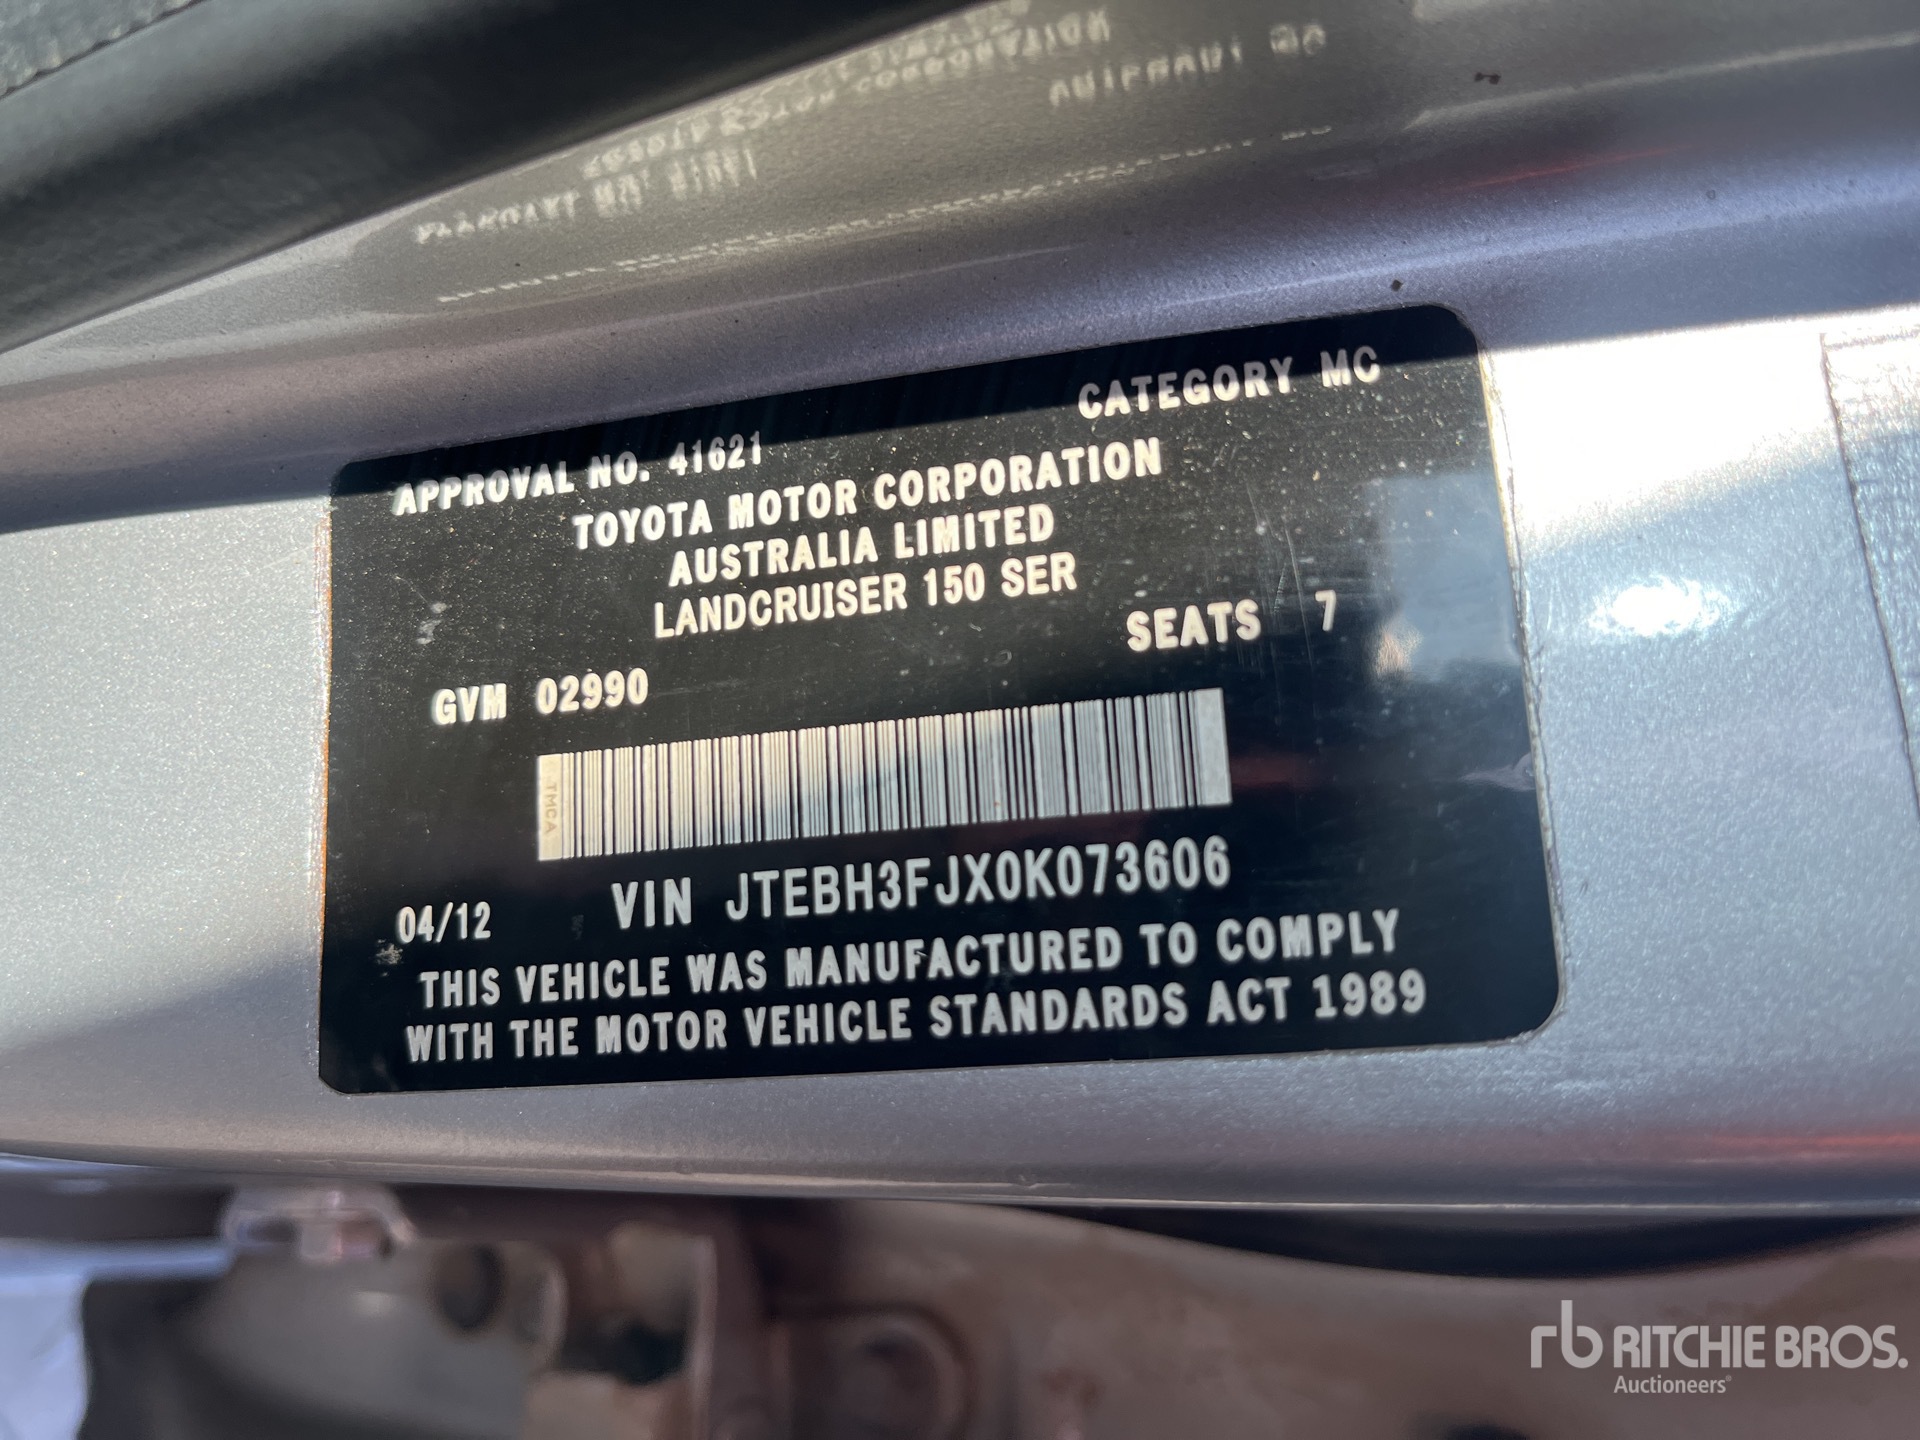 APPROVAL NO. 41621 CATEGORY MC
TOYOTA MOTOR CORPORATION
AUSTRALIA LIMITED
LANDCRUISER 150 SER
GVM 02990 SEATS 7
TMCA
04/12 VIN JTEBH3FJX0K073606
THIS VEHICLE WAS MANUFACTURED TO COMPLY
WITH THE MOTOR VEHICLE STANDARDS ACT 1989
rb RITCHIE BROS.
Auctioneers®